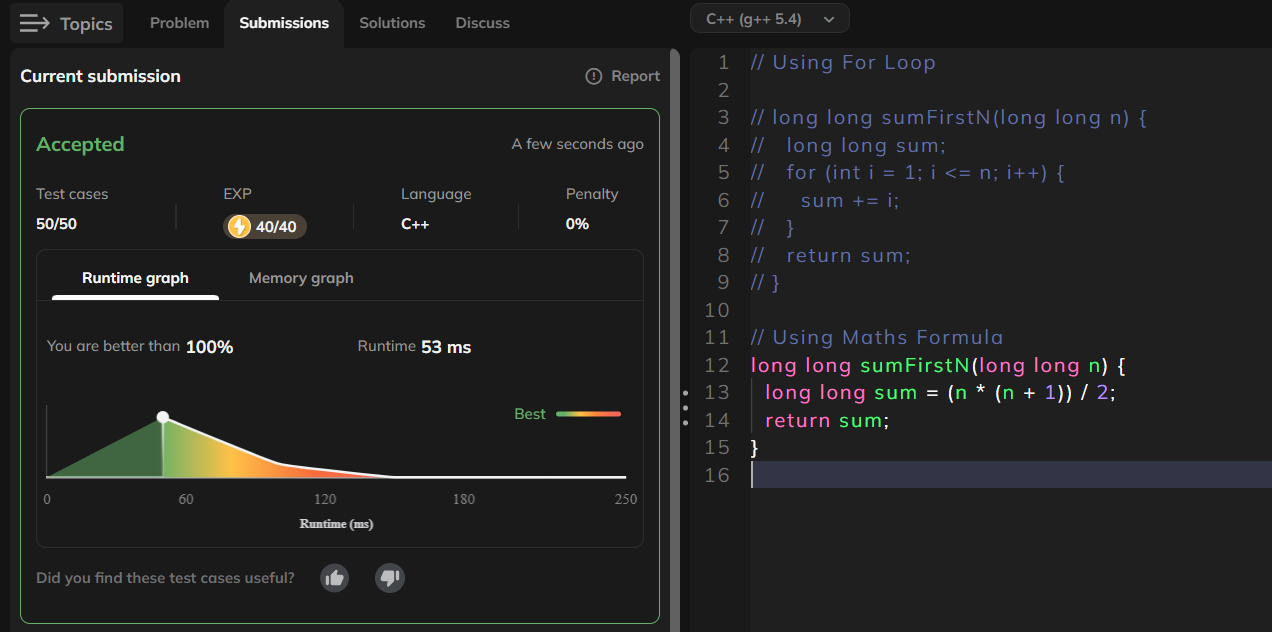 Topics
Problem
Submissions
Solutions
Discuss
Current submission
Report
Accepted
A few seconds ago
Test cases
EXP
Language
Penalty
50/50
40/40
C++
0%
Runtime graph
Memory graph
You are better than 100%
Runtime 53 ms
Best
0 60 120 180 250
Runtime (ms)
Did you find these test cases useful?
C++ (g++ 5.4)
1 // Using For Loop
2
3 // long long sumFirstN(long long n) {
4 //   long long sum;
5 //   for (int i = 1; i <= n; i++) {
6 //     sum += i;
7 //   }
8 //   return sum;
9 // }
10
11 // Using Maths Formula
12 long long sumFirstN(long long n) {
13   long long sum = (n * (n + 1)) / 2;
14   return sum;
15 }
16